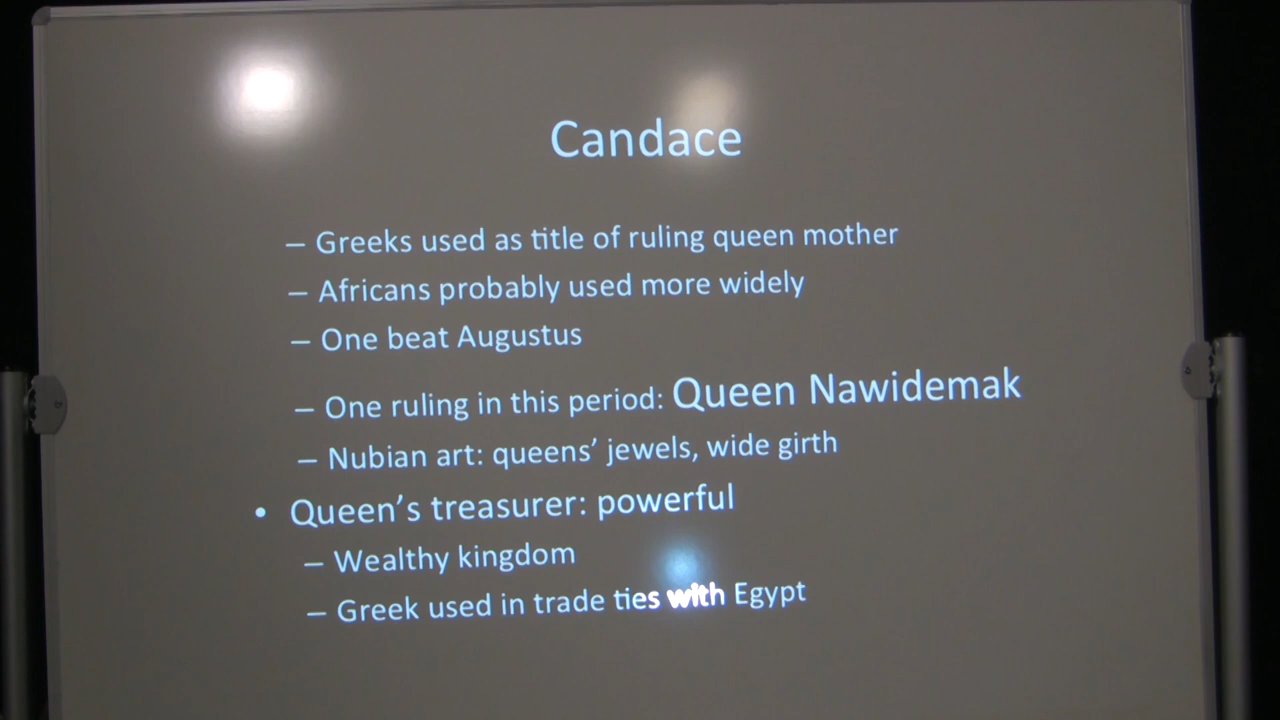 Candace
– Greeks used as title of ruling queen mother
– Africans probably used more widely
– One beat Augustus
– One ruling in this period: Queen Nawidemak
– Nubian art: queens’ jewels, wide girth
• Queen’s treasurer: powerful
– Wealthy kingdom
– Greek used in trade ties with Egypt